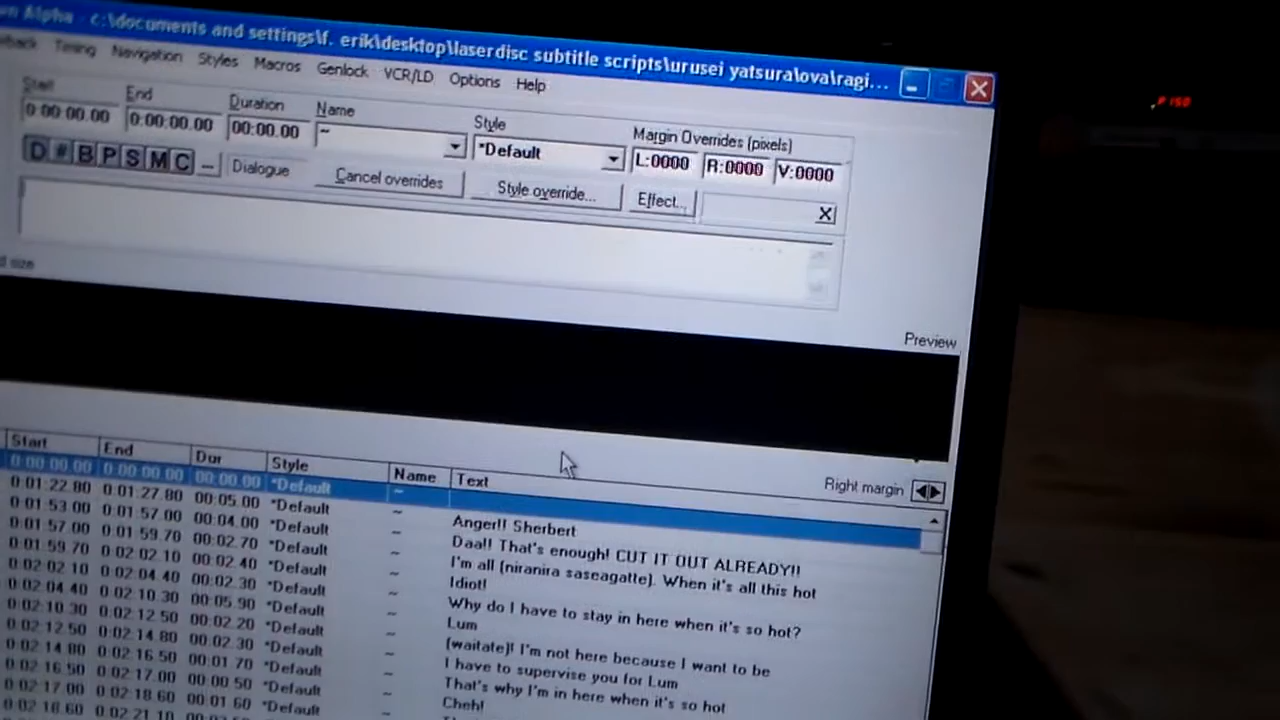 Alpha - c:\documents and settings\f. erik\desktop\laserdisc subtitle scripts\urusei yatsura\ova\ragi...
Timing Navigation Styles Macros Genlock VCR/LD Options Help
Start End Duration Name Style Margin Overrides (pixels)
0:00:00.00 0:00:00.00 00:00.00 ~ *Default L:0000 R:0000 V:0000
D # B P S M C ... Dialogue Cancel overrides Style override... Effect... X
size
Preview
Right margin
Start End Dur Style Name Text
0:00:00.00 0:00:00.00 00:00.00 *Default ~
0:01:22.80 0:01:27.80 00:05.00 *Default ~ Anger!! Sherbert
0:01:53.00 0:01:57.00 00:04.00 *Default ~ Daa!! That's enough! CUT IT OUT ALREADY!!
0:01:57.00 0:01:59.70 00:02.70 *Default ~ I'm all (niranira saseagatte). When it's all this hot
0:01:59.70 0:02:02.10 00:02.40 *Default ~ Idiot!
0:02:02.10 0:02:04.40 00:02.30 *Default ~ Why do I have to stay in here when it's so hot?
0:02:04.40 0:02:10.30 00:05.90 *Default ~ Lum
0:02:10.30 0:02:12.50 00:02.20 *Default ~ (waitate)! I'm not here because I want to be
0:02:12.50 0:02:14.80 00:02.30 *Default ~ I have to supervise you for Lum
0:02:14.80 0:02:16.50 00:01.70 *Default ~ That's why I'm in here when it's so hot
0:02:16.50 0:02:17.00 00:00.50 *Default ~ Cheh!
0:02:17.00 0:02:18.60 00:01.60 *Default
0:02:18.60 0:02:21.10 *Default